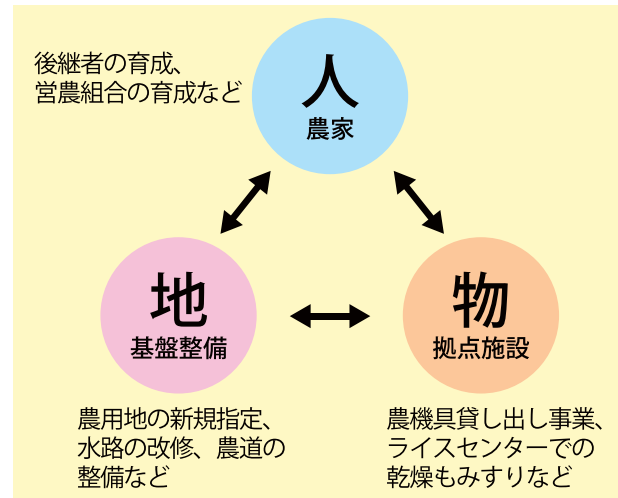 後継者の育成、
営農組合の育成など
人
農家
地
基盤整備
農用地の新規指定、
水路の改修、農道の
整備など
物
拠点施設
農機具貸し出し事業、
ライスセンターでの
乾燥もみすりなど